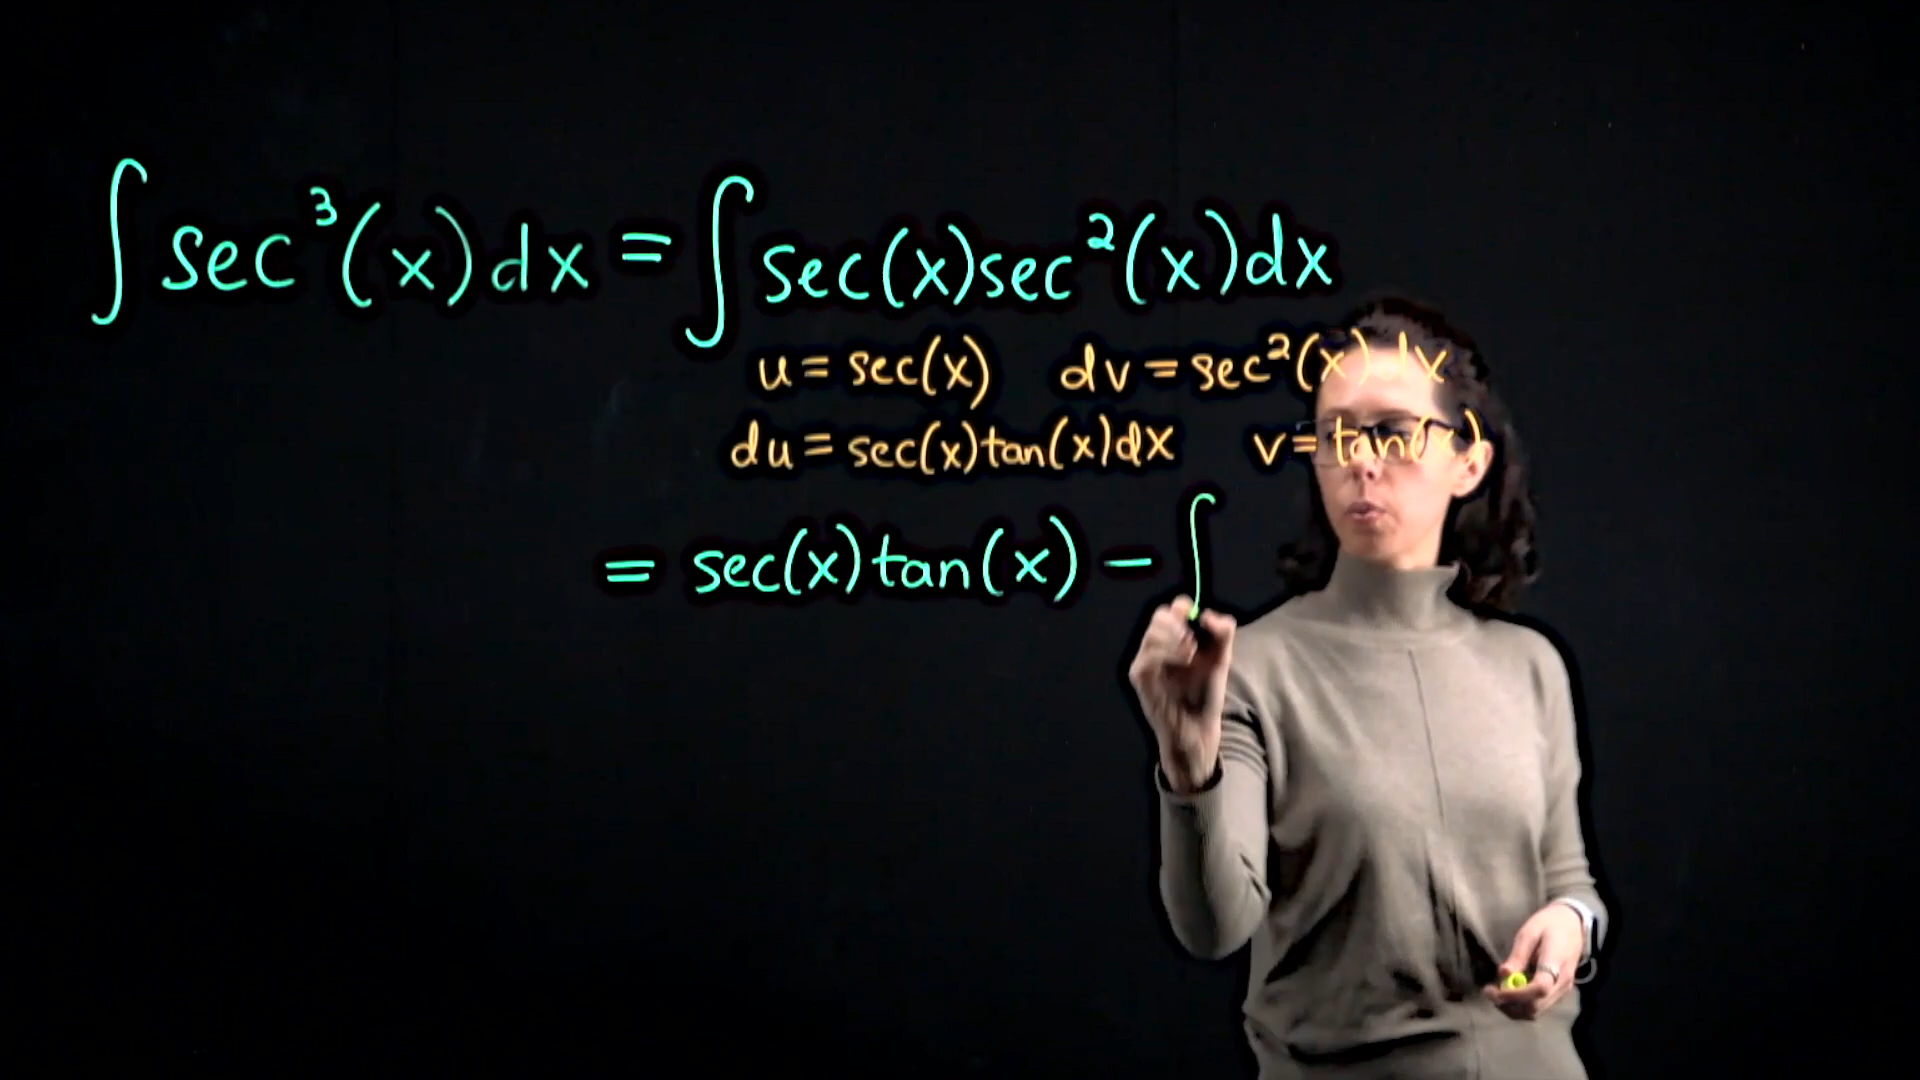 ∫ sec³(x) dx = ∫ sec(x) sec²(x) dx
u = sec(x) dv = sec²(x) dx
du = sec(x) tan(x) dx v = tan(x)
= sec(x) tan(x) − ∫